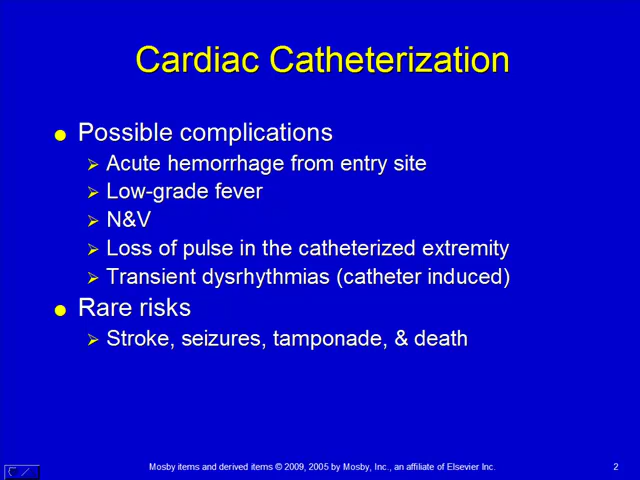 Cardiac Catheterization
Possible complications
Acute hemorrhage from entry site
Low-grade fever
N&V
Loss of pulse in the catheterized extremity
Transient dysrhythmias (catheter induced)
Rare risks
Stroke, seizures, tamponade, & death
Mosby items and derived items © 2009, 2005 by Mosby, Inc., an affiliate of Elsevier Inc.
2